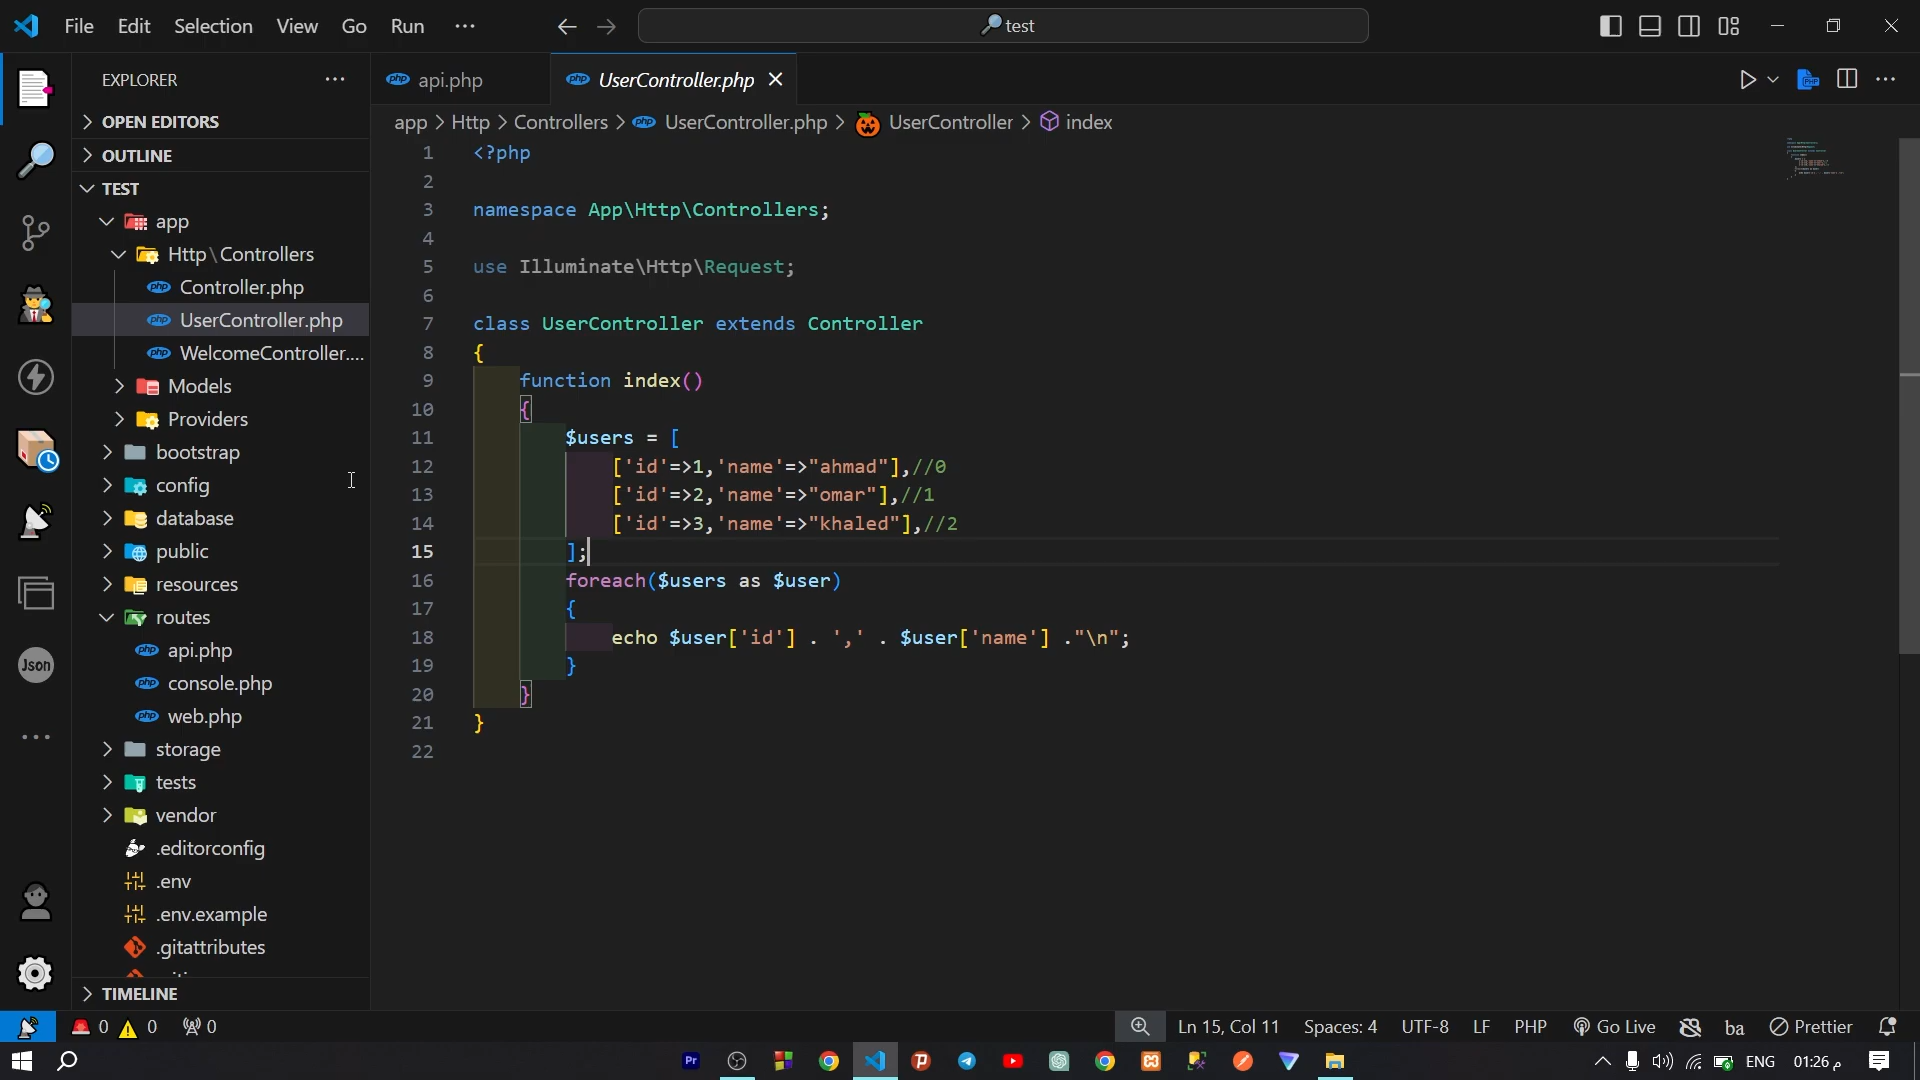 File Edit Selection View Go Run ...
test
EXPLORER ...
OPEN EDITORS
OUTLINE
TEST
app
Http\Controllers
Controller.php
UserController.php
WelcomeController....
Models
Providers
bootstrap
config
database
public
resources
routes
api.php
console.php
web.php
storage
tests
vendor
.editorconfig
.env
.env.example
.gitattributes
TIMELINE
Json
api.php
UserController.php
app > Http > Controllers > UserController.php > UserController > index
1 <?php
2
3 namespace App\Http\Controllers;
4
5 use Illuminate\Http\Request;
6
7 class UserController extends Controller
8 {
9 function index()
10 {
11 $users = [
12 ['id'=>1,'name'=>"ahmad"],//0
13 ['id'=>2,'name'=>"omar"],//1
14 ['id'=>3,'name'=>"khaled"],//2
15 ];
16 foreach($users as $user)
17 {
18 echo $user['id'] . ',' . $user['name'] ."\n";
19 }
20 }
21 }
22
0 0 0 Ln 15, Col 11 Spaces: 4 UTF-8 LF PHP Go Live ba Prettier
Pr ENG 01:26 م